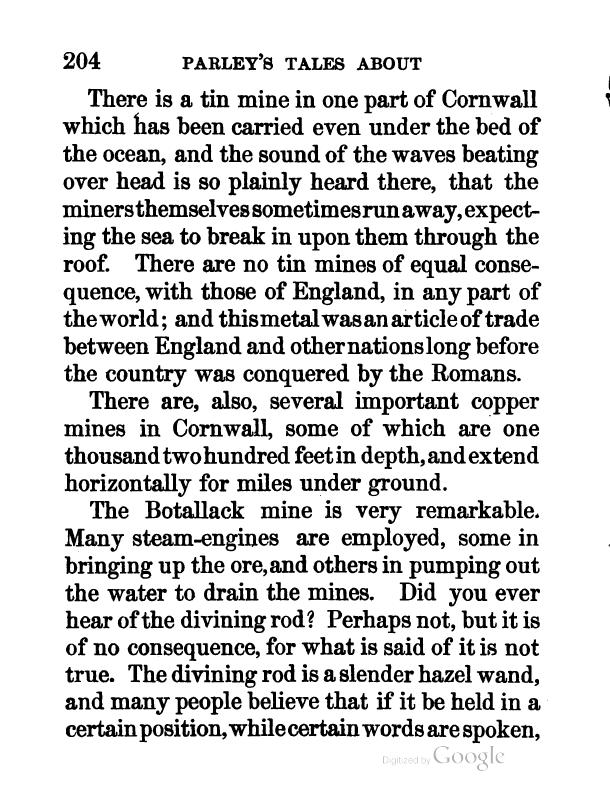 204 PARLEY'S TALES ABOUT
There is a tin mine in one part of Cornwall
which has been carried even under the bed of
the ocean, and the sound of the waves beating
over head is so plainly heard there, that the
miners themselves sometimes run away, expect-
ing the sea to break in upon them through the
roof. There are no tin mines of equal conse-
quence, with those of England, in any part of
the world; and this metal was an article of trade
between England and other nations long before
the country was conquered by the Romans.
There are, also, several important copper
mines in Cornwall, some of which are one
thousand two hundred feet in depth, and extend
horizontally for miles under ground.
The Botallack mine is very remarkable.
Many steam-engines are employed, some in
bringing up the ore, and others in pumping out
the water to drain the mines. Did you ever
hear of the divining rod? Perhaps not, but it is
of no consequence, for what is said of it is not
true. The divining rod is a slender hazel wand,
and many people believe that if it be held in a
certain position, while certain words are spoken,
Digitized by Google